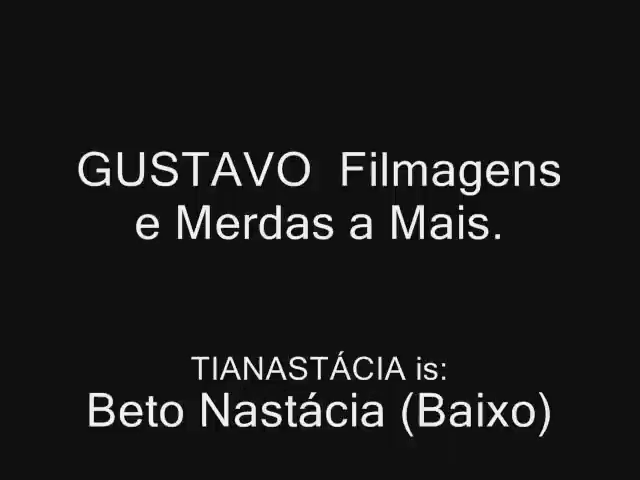 GUSTAVO  Filmagens
e Merdas a Mais.
TIANASTÁCIA is:
Beto Nastácia (Baixo)